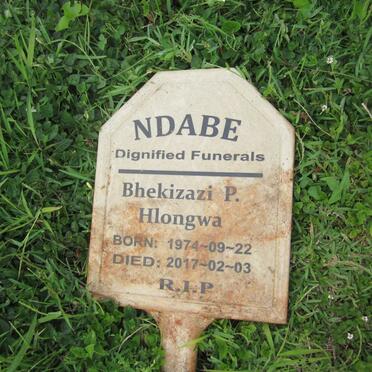 NDABE
Dignified Funerals
Bhekizazi P.
Hlongwa
BORN: 1974-09-22
DIED: 2017-02-03
R.I.P